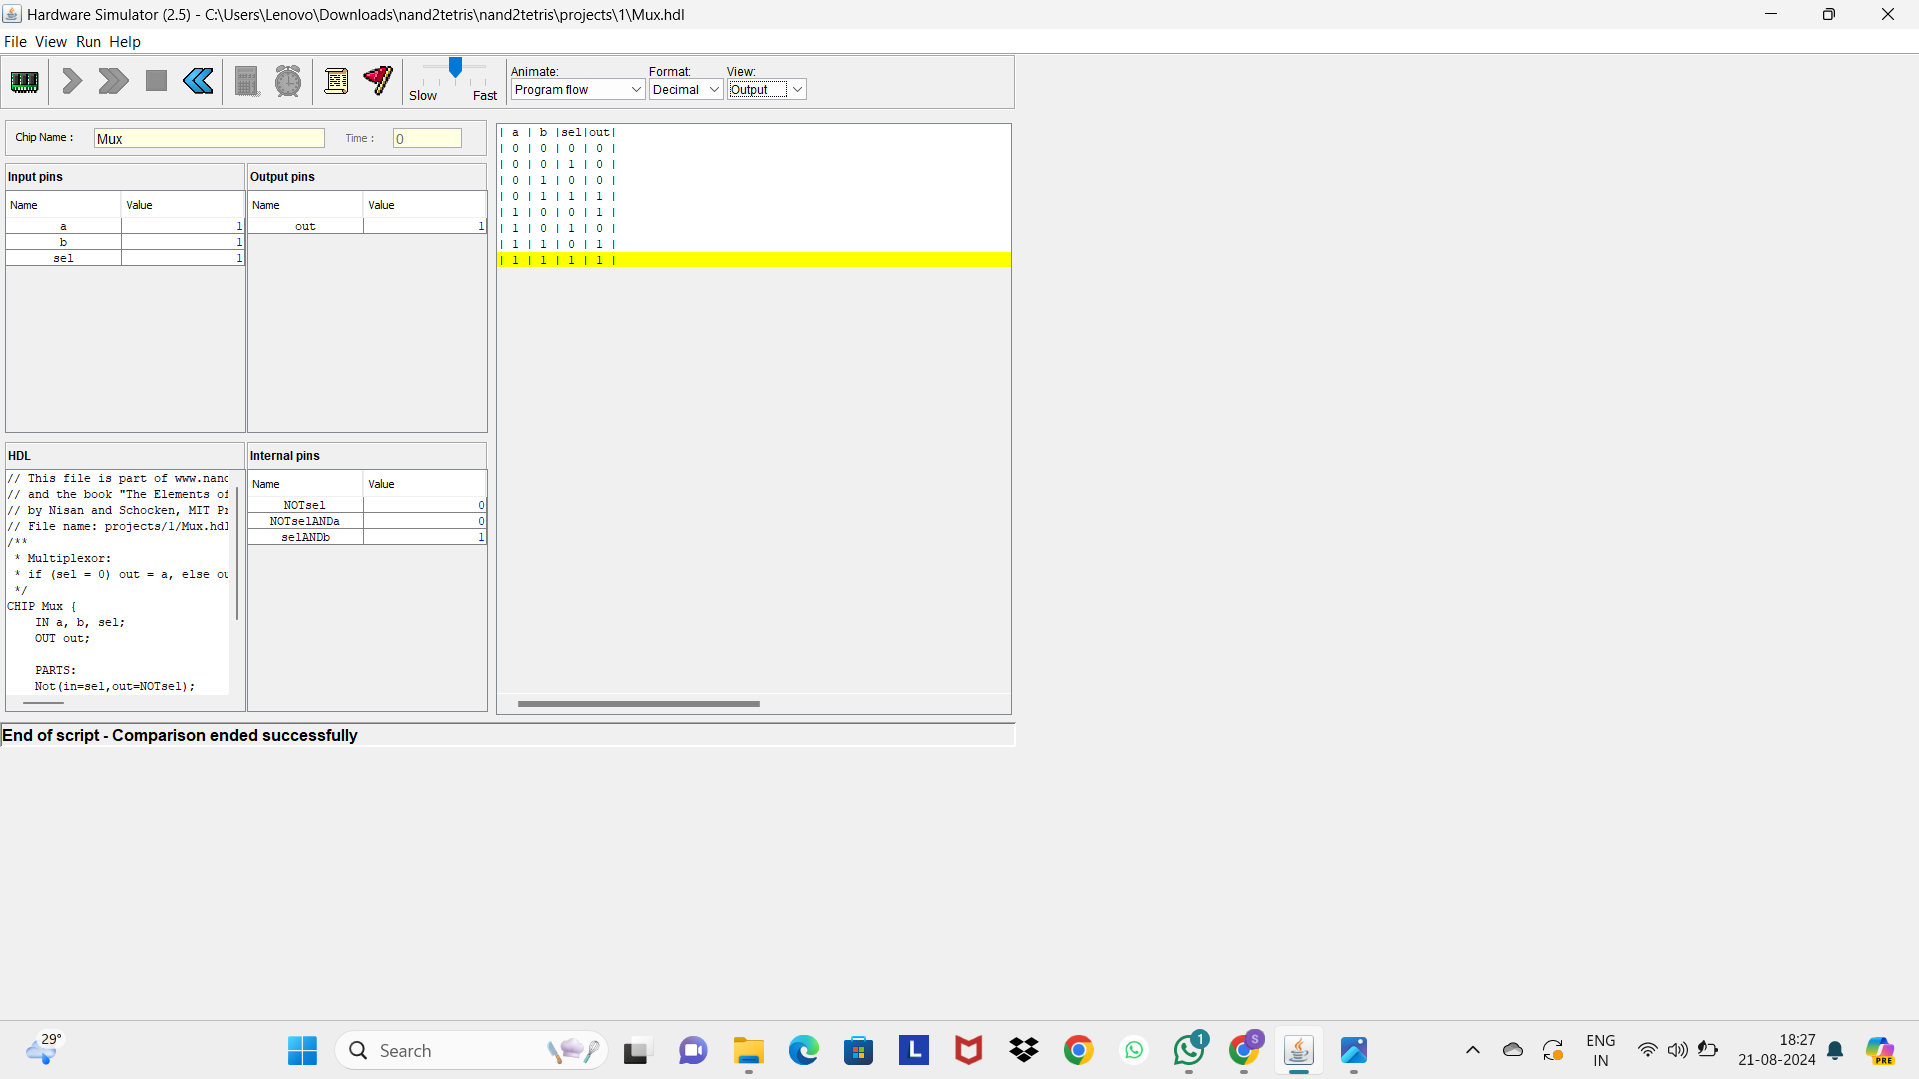 Hardware Simulator (2.5) - C:\Users\Lenovo\Downloads\nand2tetris\nand2tetris\projects\1\Mux.hdl
File View Run Help
Animate: Format: View:
Slow Fast Program flow Decimal Output
Chip Name : Mux Time : 0
Input pins
Name Value
a 1
b 1
sel 1
Output pins
Name Value
out 1
| a | b |sel|out|
| 0 | 0 | 0 | 0 |
| 0 | 0 | 1 | 0 |
| 0 | 1 | 0 | 0 |
| 0 | 1 | 1 | 1 |
| 1 | 0 | 0 | 1 |
| 1 | 0 | 1 | 0 |
| 1 | 1 | 0 | 1 |
| 1 | 1 | 1 | 1 |
HDL
// This file is part of www.nand
// and the book "The Elements of
// by Nisan and Schocken, MIT Pr
// File name: projects/1/Mux.hdl
/**
* Multiplexor:
* if (sel = 0) out = a, else ou
*/
CHIP Mux {
IN a, b, sel;
OUT out;
PARTS:
Not(in=sel,out=NOTsel);
Internal pins
Name Value
NOTsel 0
NOTselANDa 0
selANDb 1
End of script - Comparison ended successfully
29°
Search
L
1
S
ENG
IN
18:27
21-08-2024
PRE